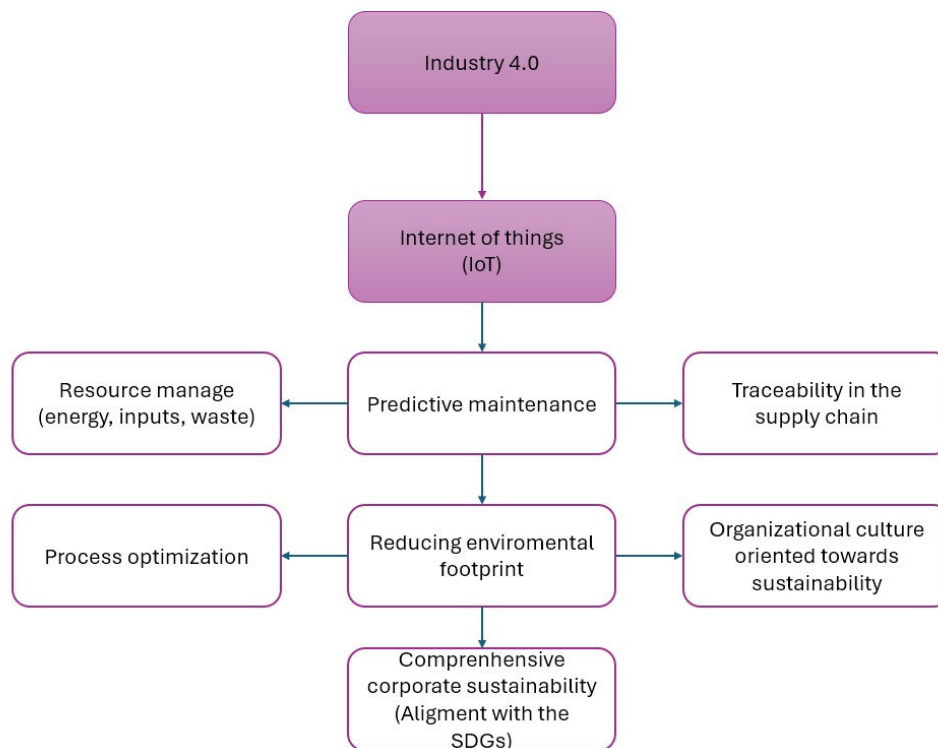 Industry 4.0
Internet of things
(IoT)
Resource manage
(energy, inputs, waste)
Predictive maintenance
Traceability in the
supply chain
Process optimization
Reducing enviromental
footprint
Organizational culture
oriented towards
sustainability
Comprenhensive
corporate sustainability
(Aligment with the
SDGs)